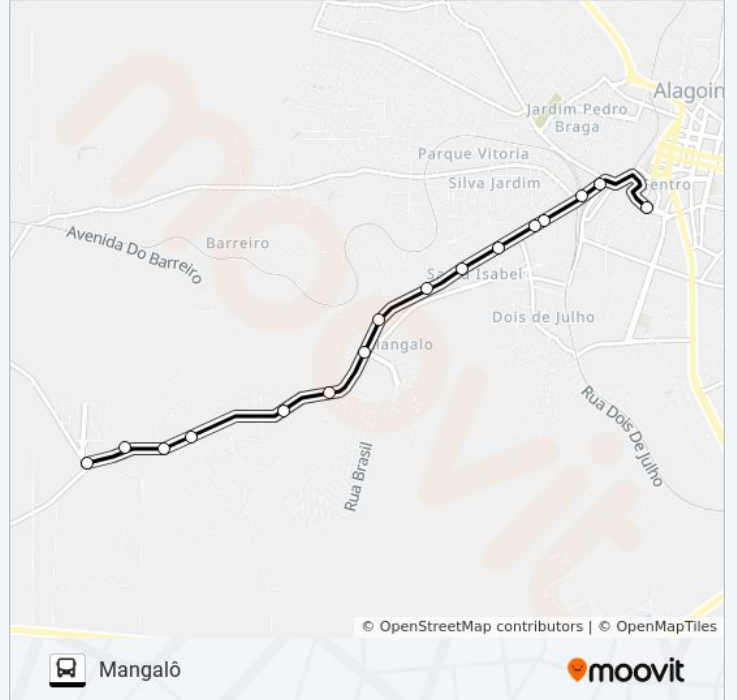 Alagoin
Jardim Pedro
Braga
Parque Vitoria
Silva Jardim
Centro
Avenida Do Barreiro
Barreiro
Santa Isabel
Dois de Julho
Mangalo
Rua Dois De Julho
Rua Brasil
moovit
© OpenStreetMap contributors | © OpenMapTiles
Mangalô
moovit